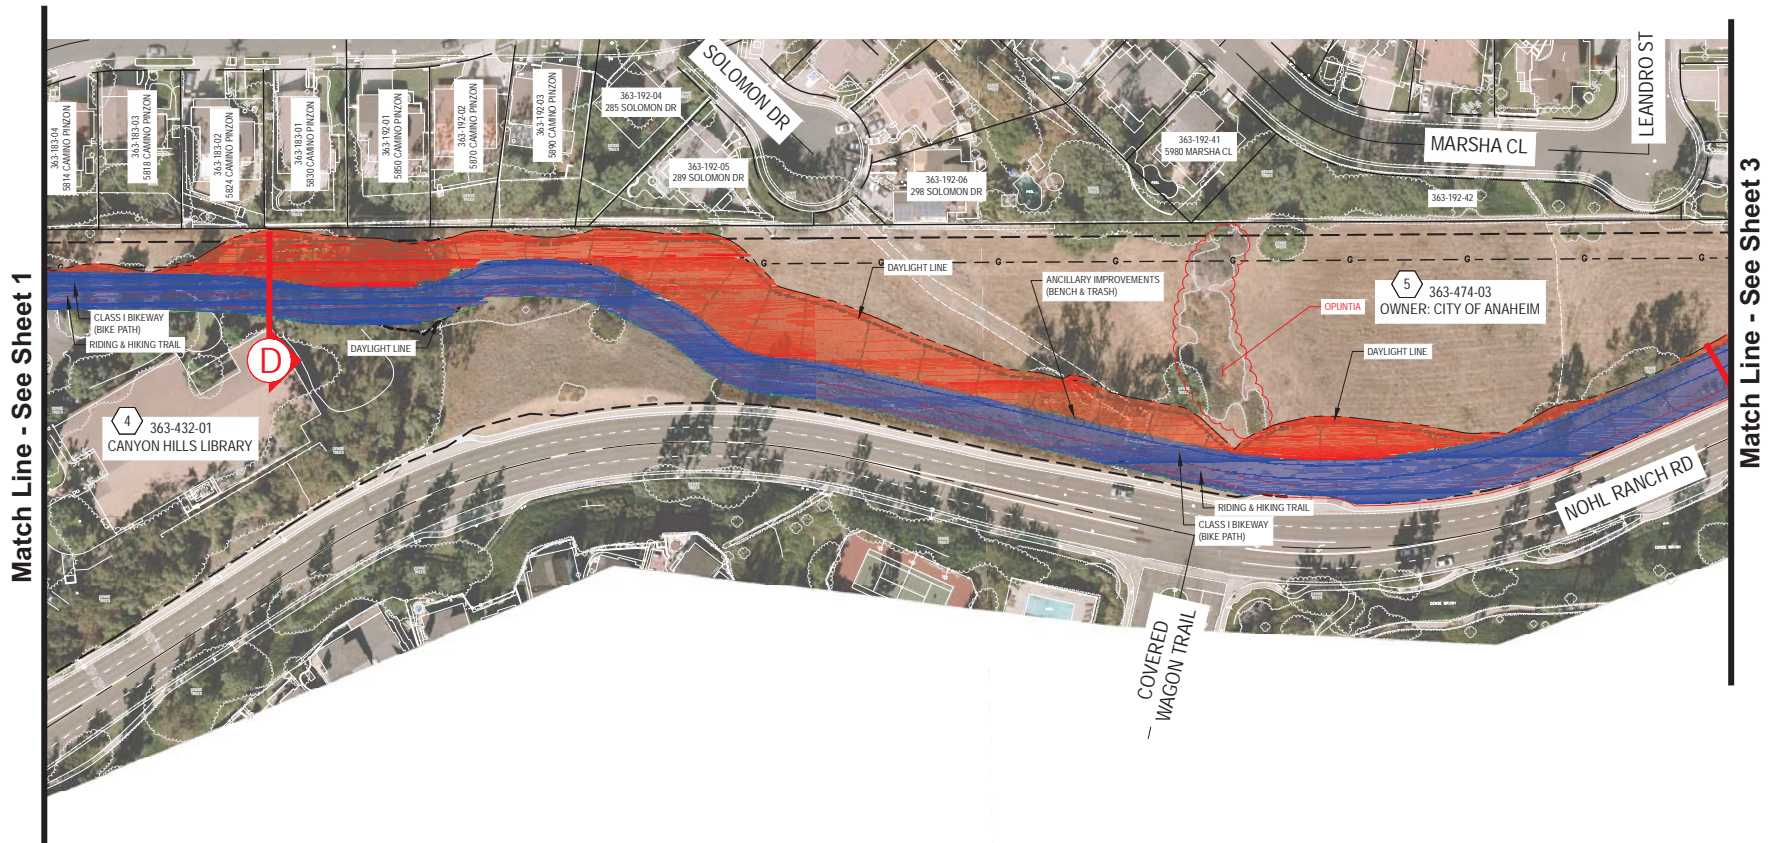 Match Line - See Sheet 1
363-183-04
5814 CAMINO PINZON
363-183-03
5818 CAMINO PINZON
363-183-02
5824 CAMINO PINZON
363-183-01
5830 CAMINO PINZON
363-192-01
5850 CAMINO PINZON
363-192-02
5870 CAMINO PINZON
363-192-03
5890 CAMINO PINZON
363-192-04
285 SOLOMON DR
SOLOMON DR
363-192-05
289 SOLOMON DR
363-192-06
298 SOLOMON DR
363-192-41
5980 MARSHA CL
MARSHA CL
LEANDRO ST
363-192-42
G G G G G G G
DAYLIGHT LINE
ANCILLARY IMPROVEMENTS
(BENCH & TRASH)
OPUNTIA
5
363-474-03
OWNER: CITY OF ANAHEIM
CLASS I BIKEWAY
(BIKE PATH)
RIDING & HIKING TRAIL
D
DAYLIGHT LINE
DAYLIGHT LINE
4
363-432-01
CANYON HILLS LIBRARY
RIDING & HIKING TRAIL
CLASS I BIKEWAY
(BIKE PATH)
NOHL RANCH RD
COVERED
WAGON TRAIL
DENSE BRUSH
Match Line - See Sheet 3